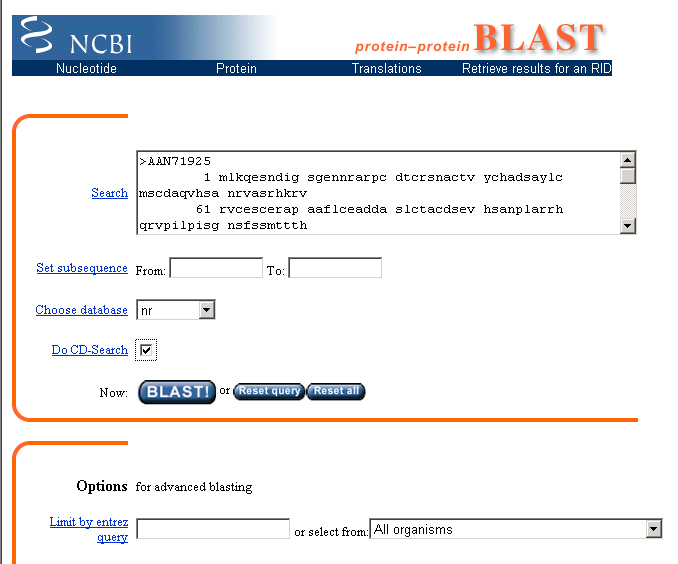 NCBI
protein–protein BLAST
Nucleotide Protein Translations Retrieve results for an RID
>AAN71925
1 mlkqesndig sgennrarpc dtcrsnactv ychadsaylc
Search
mscdaqvhsa nrvasrhkrv
61 rvcescerap aaflceadda slctacdsev hsanplarrh
qrvpilpisg nsfssmttth
Set subsequence From: To:
Choose database nr
Do CD-Search
Now: BLAST! or Reset query Reset all
Options for advanced blasting
Limit by entrez
query or select from: All organisms